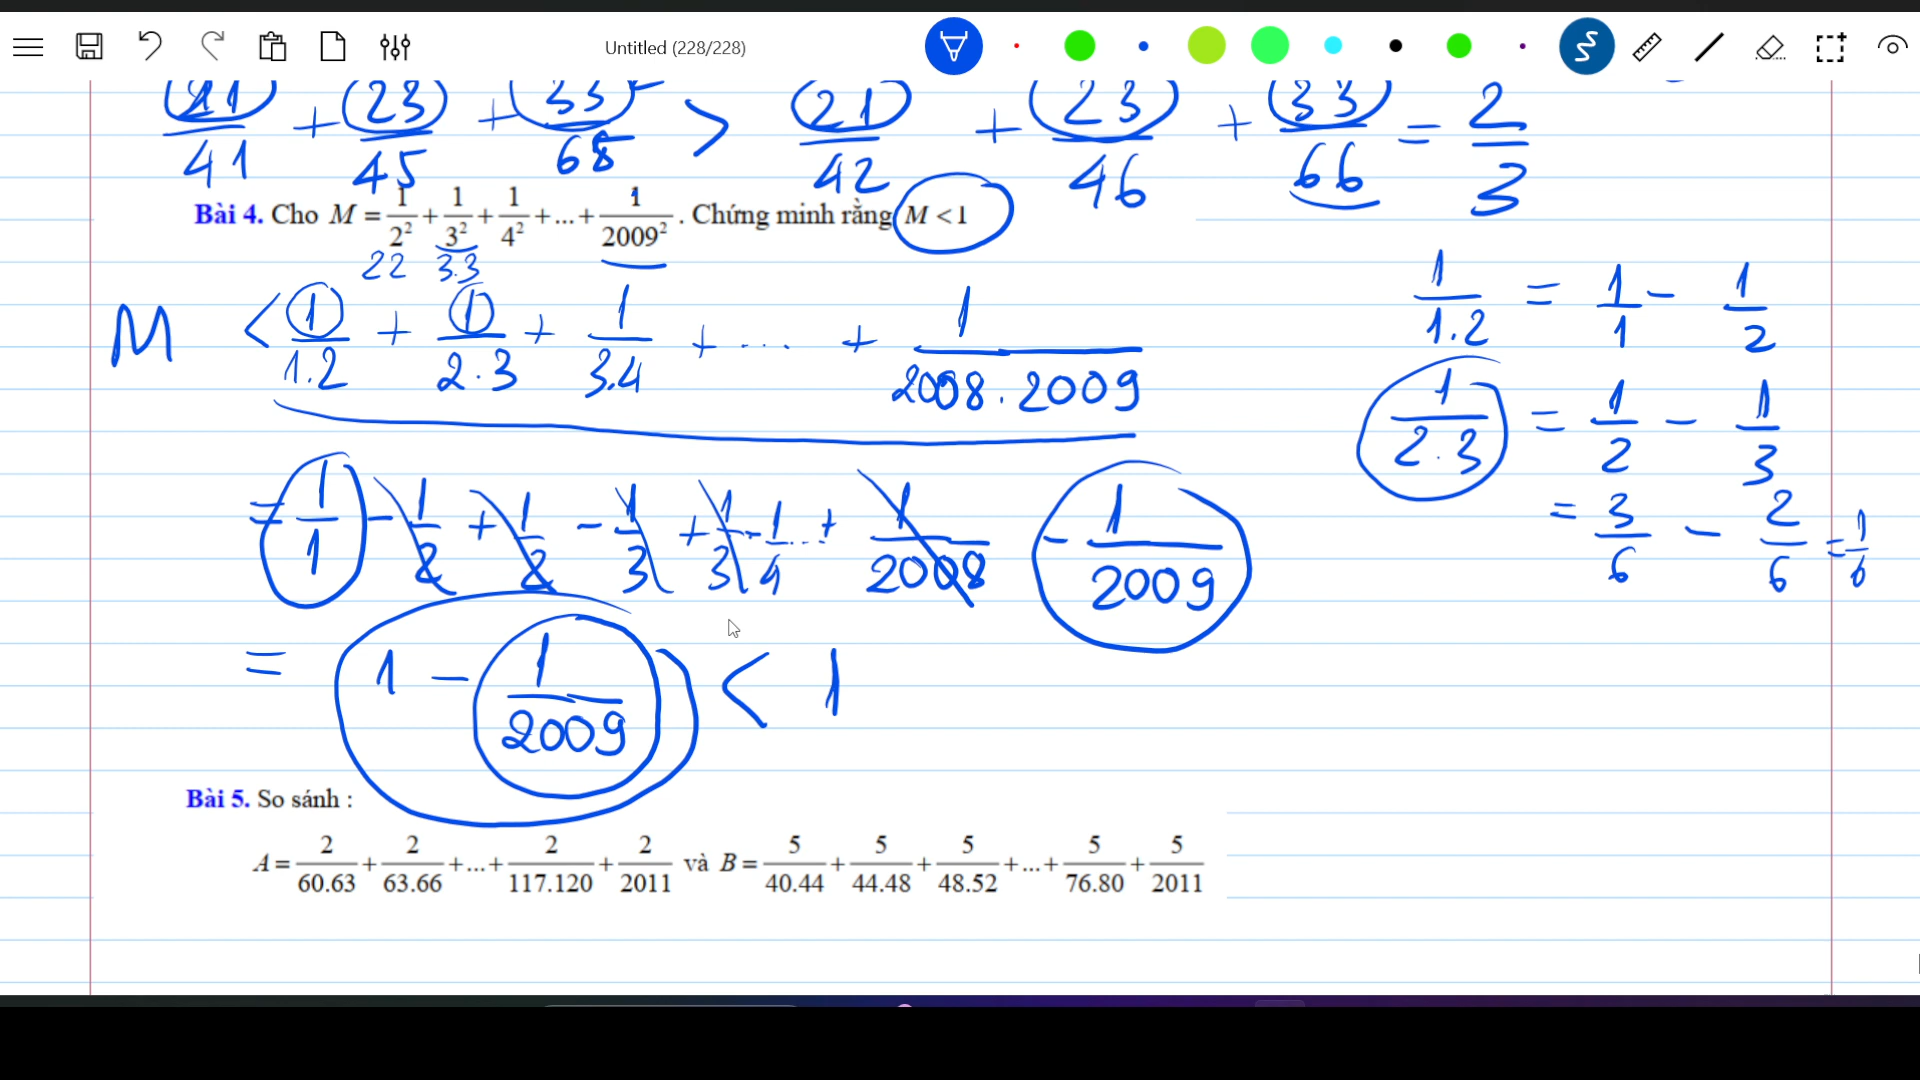 Untitled (228/228)
21/41 + 23/45 + 33/68 > 21/42 + 23/46 + 33/66 = 2/3
Bài 4. Cho M = 1/2² + 1/3² + 1/4² + ... + 1/2009² . Chứng minh rằng M < 1
22 3.3
M < 1/1.2 + 1/2.3 + 1/3.4 + ... + 1/2008.2009
= 1/1 - 1/2 + 1/2 - 1/3 + 1/3 - 1/4 ... + 1/2008 - 1/2009
= 1 - 1/2009 < 1
1/1.2 = 1/1 - 1/2
1/2.3 = 1/2 - 1/3
= 3/6 - 2/6 = 1/6
Bài 5. So sánh :
A = 2/60.63 + 2/63.66 + ... + 2/117.120 + 2/2011 và B = 5/40.44 + 5/44.48 + 5/48.52 + ... + 5/76.80 + 5/2011